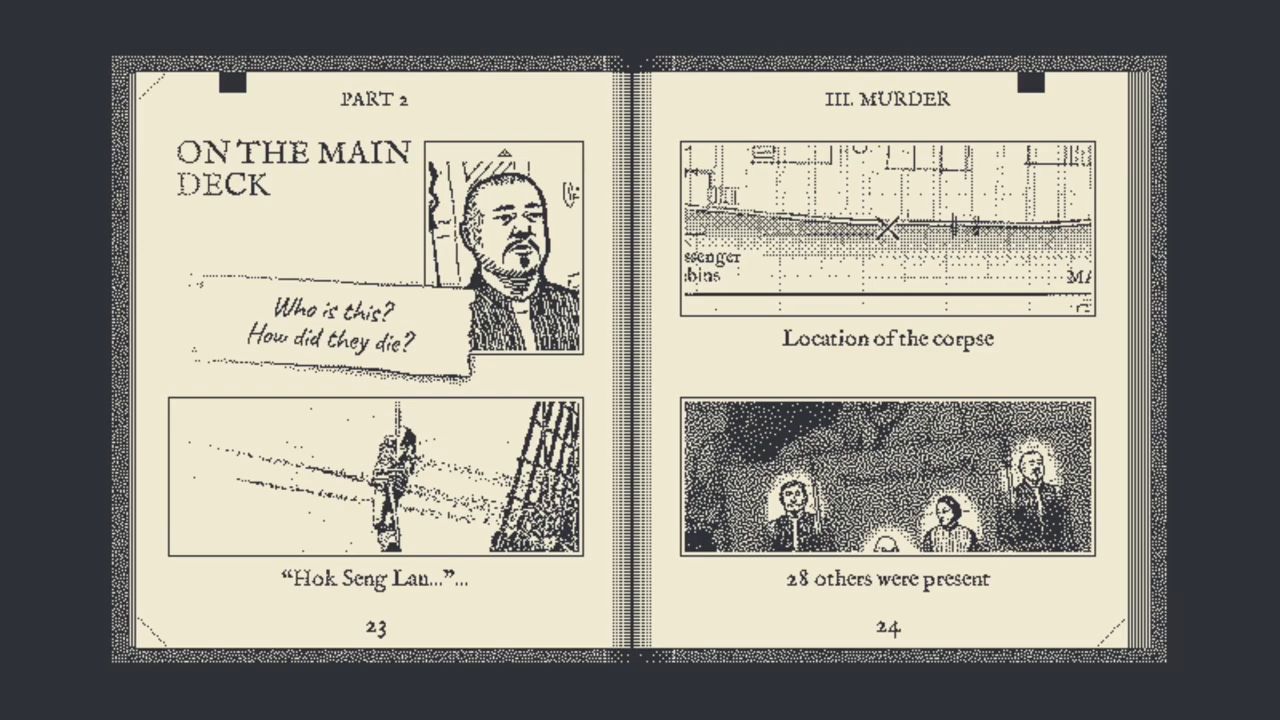 PART 2
ON THE MAIN
DECK
Who is this?
How did they die?
“Hok Seng Lau...”...
23
III. MURDER
ssenger
bins
MA
Location of the corpse
28 others were present
24